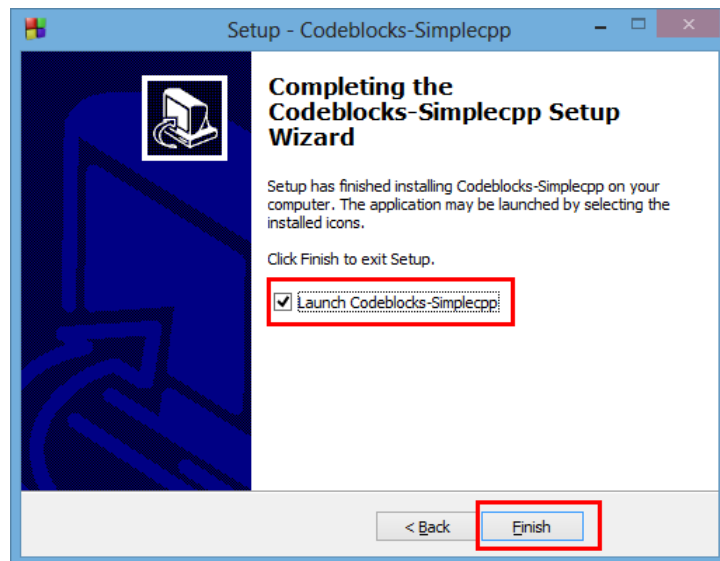 Setup - Codeblocks-Simplecpp
Completing the
Codeblocks-Simplecpp Setup
Wizard
Setup has finished installing Codeblocks-Simplecpp on your
computer. The application may be launched by selecting the
installed icons.
Click Finish to exit Setup.
Launch Codeblocks-Simplecpp
< Back Finish